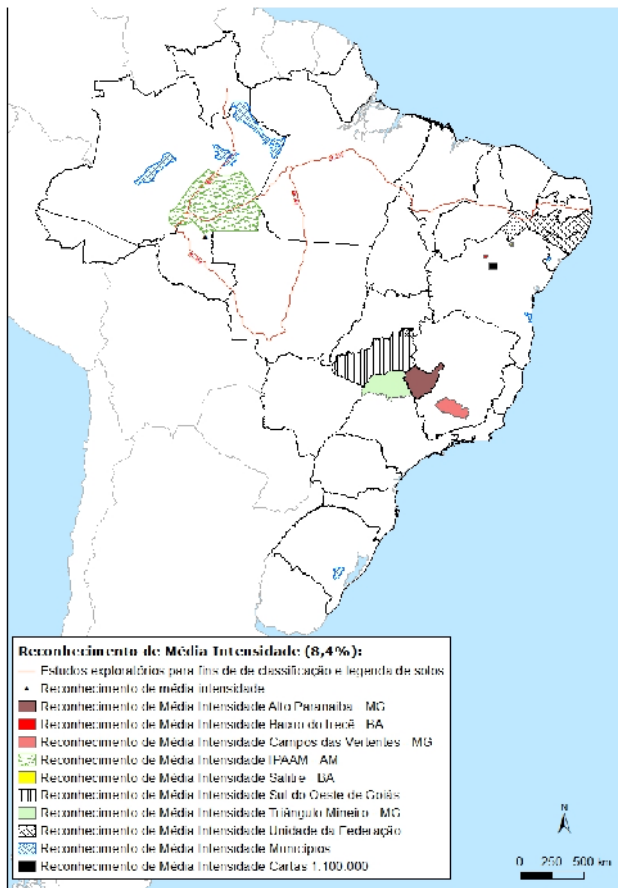 Reconhecimento de Média Intensidade (8,4%):
Estudos exploratórios para fins de de classificação e legenda de solos
Reconhecimento de média intensidade
Reconhecimento de Média Intensidade Alto Paranaíba MG
Reconhecimento de Média Intensidade Baixo do Irecê BA
Reconhecimento de Média Intensidade Campos das Vertentes MG
Reconhecimento de Média Intensidade IPAAM AM
Reconhecimento de Média Intensidade Salitre BA
Reconhecimento de Média Intensidade Sul do Oeste de Goiás
Reconhecimento de Média Intensidade Triângulo Mineiro MG
Reconhecimento de Média Intensidade Unidade da Federação
Reconhecimento de Média Intensidade Municípios
Reconhecimento de Média Intensidade Cartas 1:100.000
N
0 250 500 km